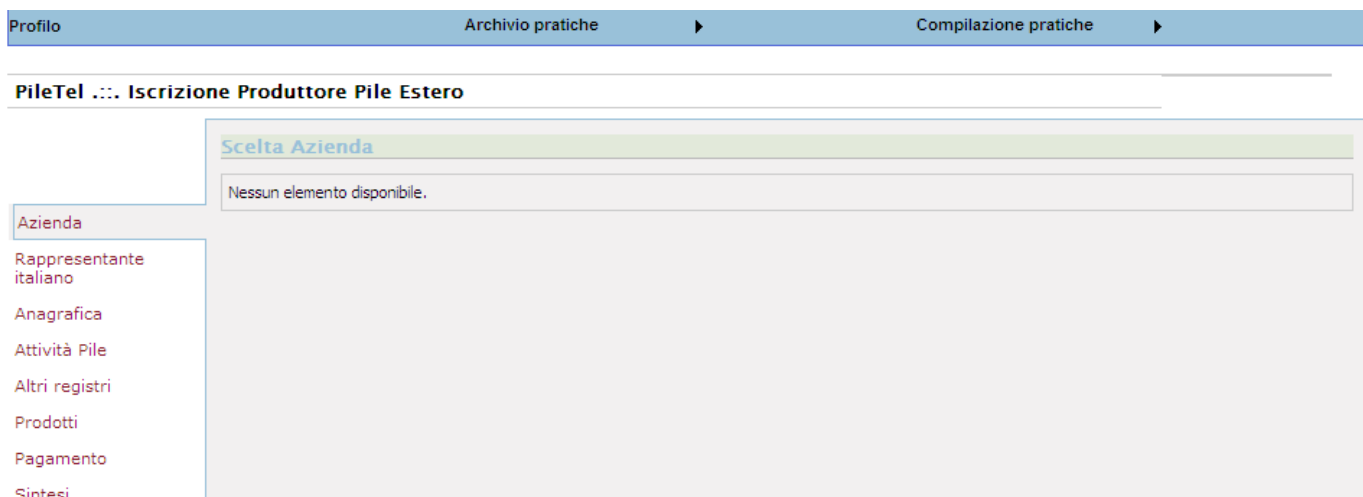 Profilo
Archivio pratiche
Compilazione pratiche
PileTel .::. Iscrizione Produttore Pile Estero
Scelta Azienda
Nessun elemento disponibile.
Azienda
Rappresentante
italiano
Anagrafica
Attività Pile
Altri registri
Prodotti
Pagamento
Sintesi